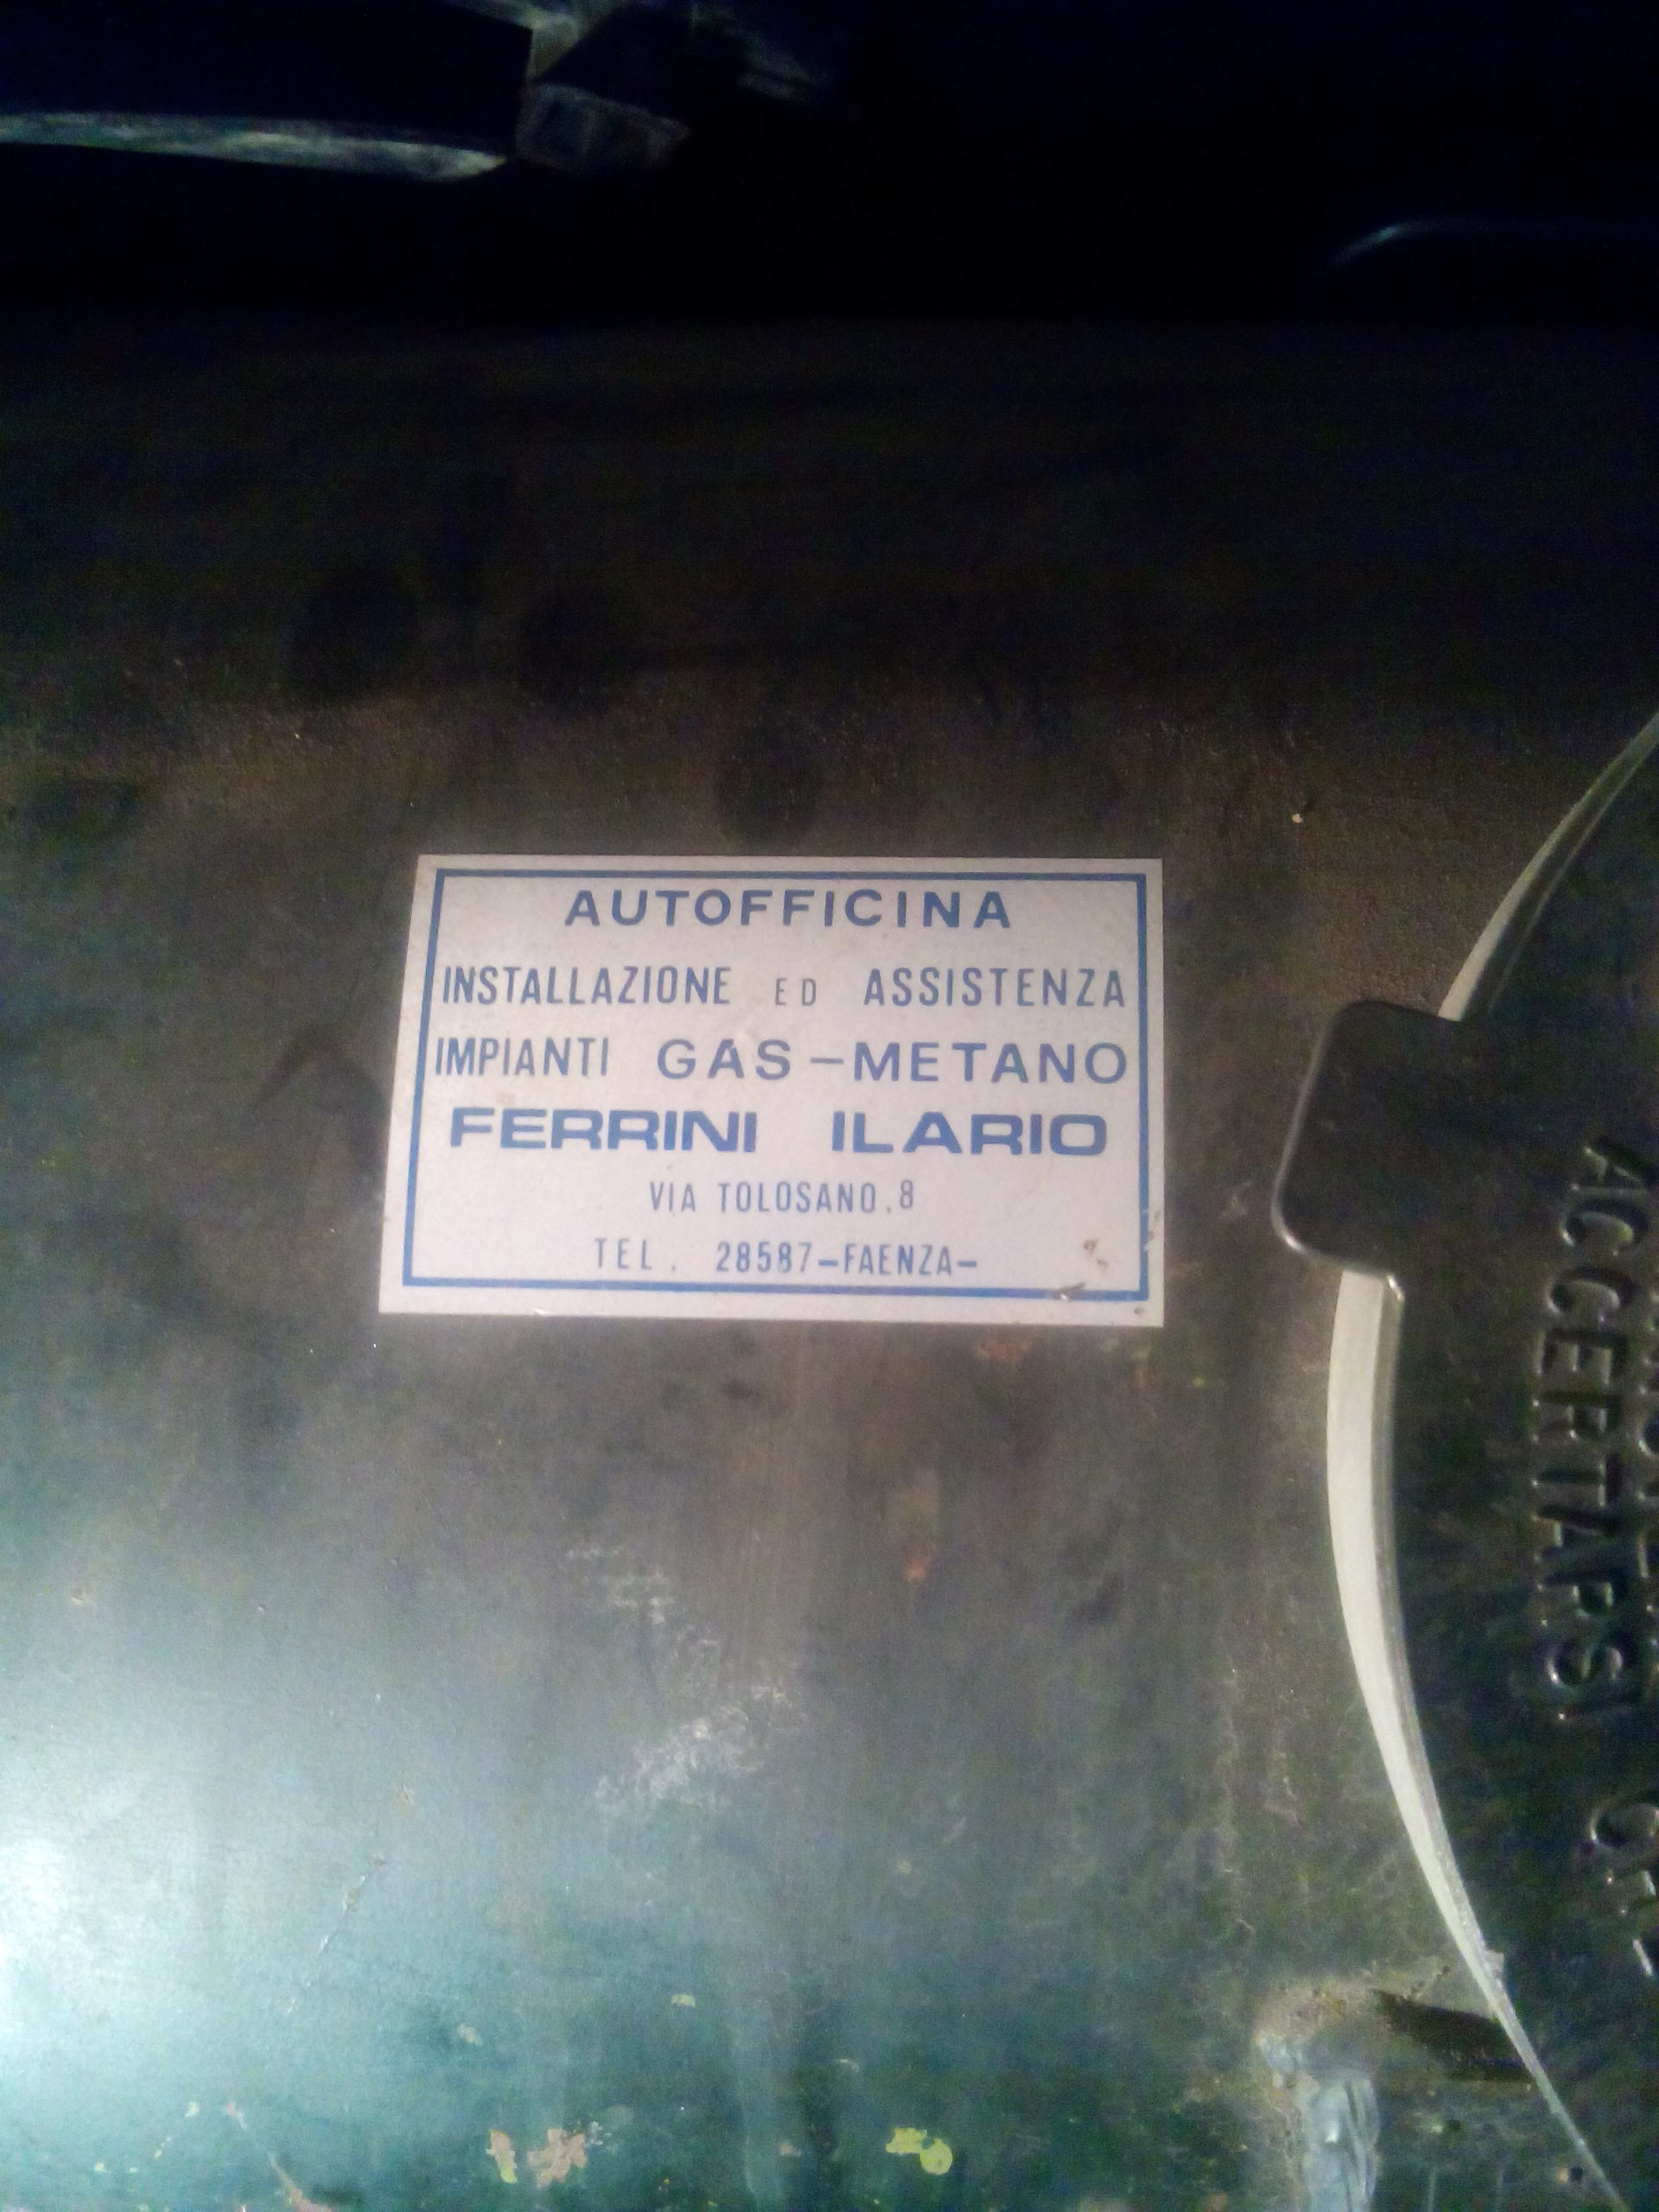 AUTOFFICINA
INSTALLAZIONE ED ASSISTENZA
IMPIANTI GAS-METANO
FERRINI ILARIO
VIA TOLOSANO.8
TEL. 28587-FAENZA-
ACCERTARSI